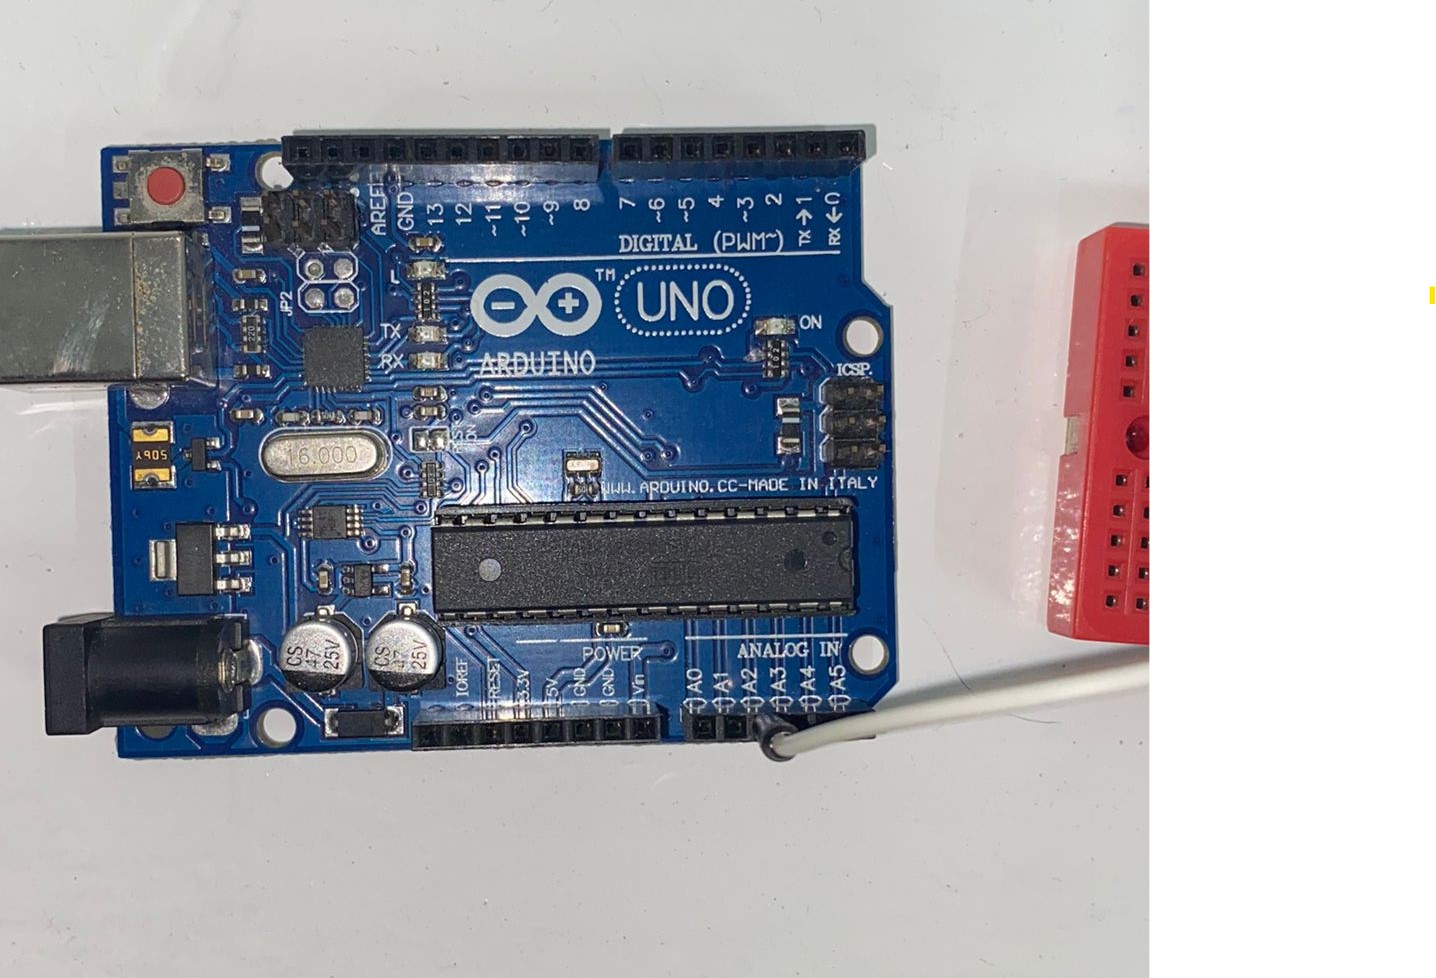 AREF
GND
13
12
~11
~10
~9
8
7
~6
~5
4
~3
2
TX→1
RX←0
DIGITAL (PWM~)
JP2
L
TX
RX
™
UNO
ARDUINO
ON
ICSP.
16.000
506Y
WWW.ARDUINO.CC-MADE IN ITALY
CS
47
25V
CS
47
25V
POWER
ANALOG IN
IOREF
RESET
3.3V
5V
GND
GND
Vin
A0
A1
A2
A3
A4
A5